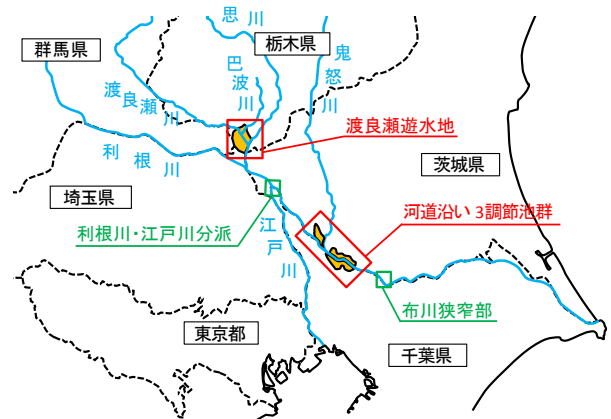 思川
群馬県
栃木県
鬼怒川
巴波川
渡良瀬川
渡良瀬遊水地
利根川
茨城県
埼玉県
河道沿い 3調節池群
利根川・江戸川分派
江戸川
布川狭窄部
東京都
千葉県